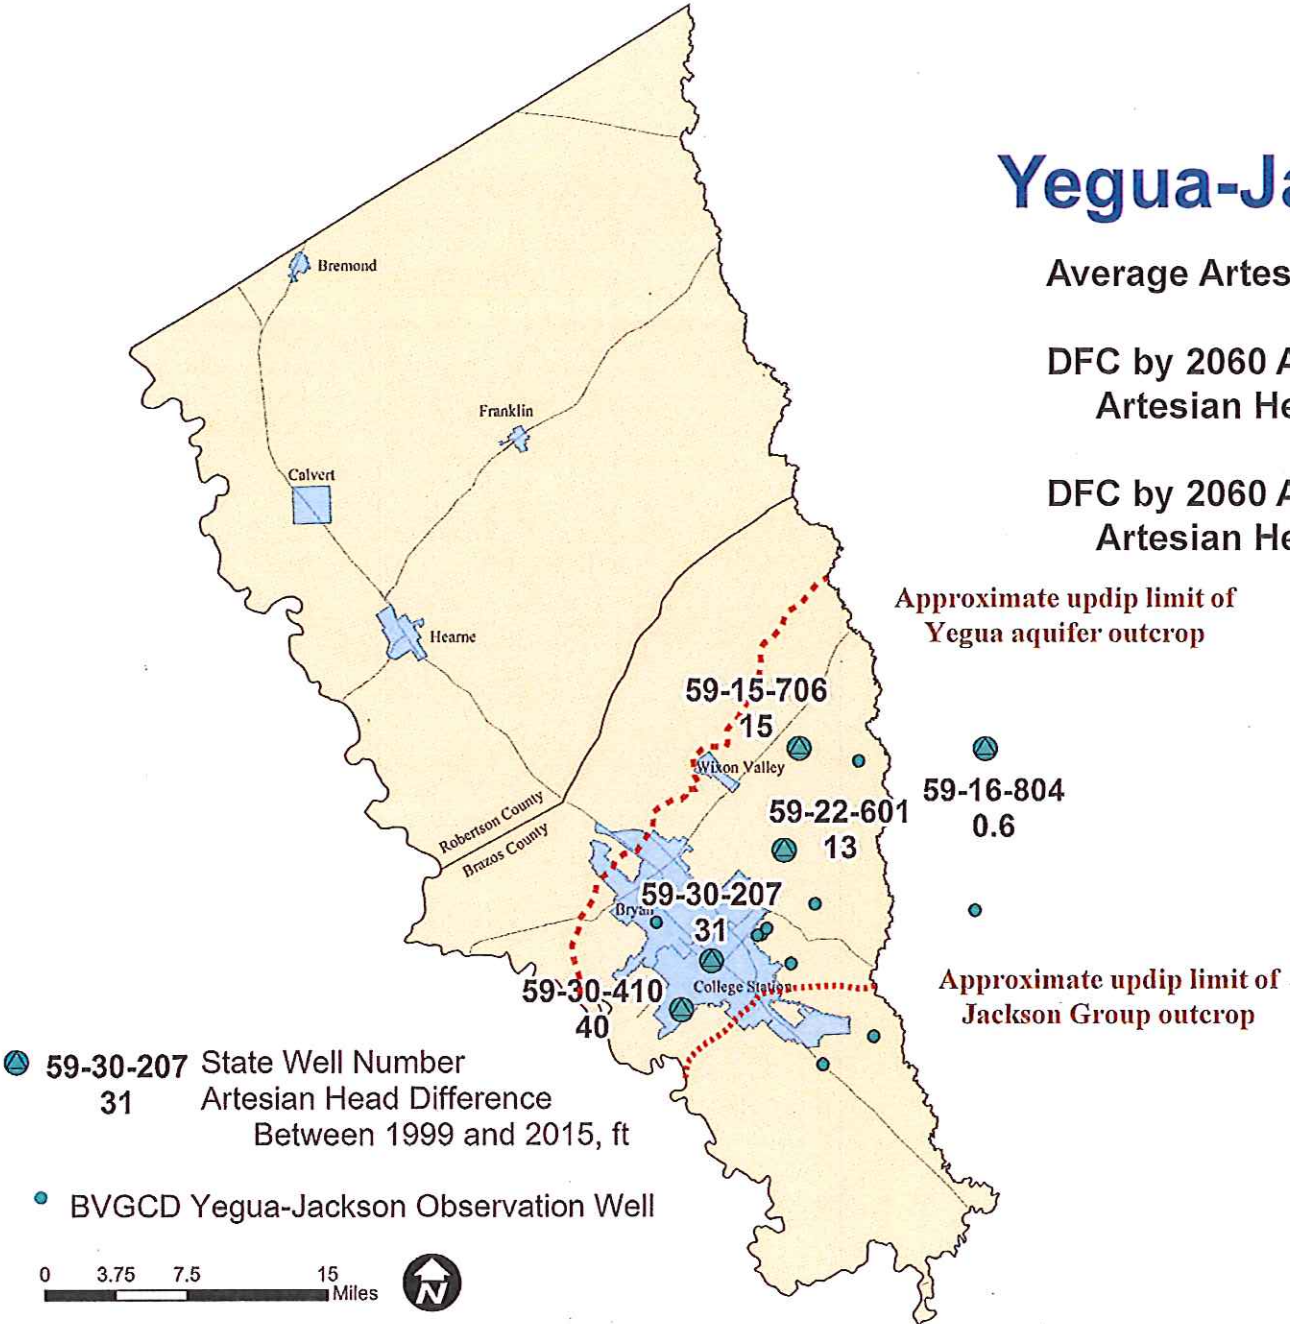 Yegua-Ja
Average Artes
DFC by 2060 A
Artesian He
DFC by 2060 A
Artesian He
Bremond
Franklin
Calvert
Hearne
Approximate updip limit of
Yegua aquifer outcrop
59-15-706
15
Wixon Valley
59-16-804
0.6
59-22-601
13
Robertson County
Brazos County
59-30-207
31
Bryan
College Station
59-30-410
40
Approximate updip limit of
Jackson Group outcrop
59-30-207 State Well Number
31 Artesian Head Difference
Between 1999 and 2015, ft
BVGCD Yegua-Jackson Observation Well
0 3.75 7.5 15
Miles
N